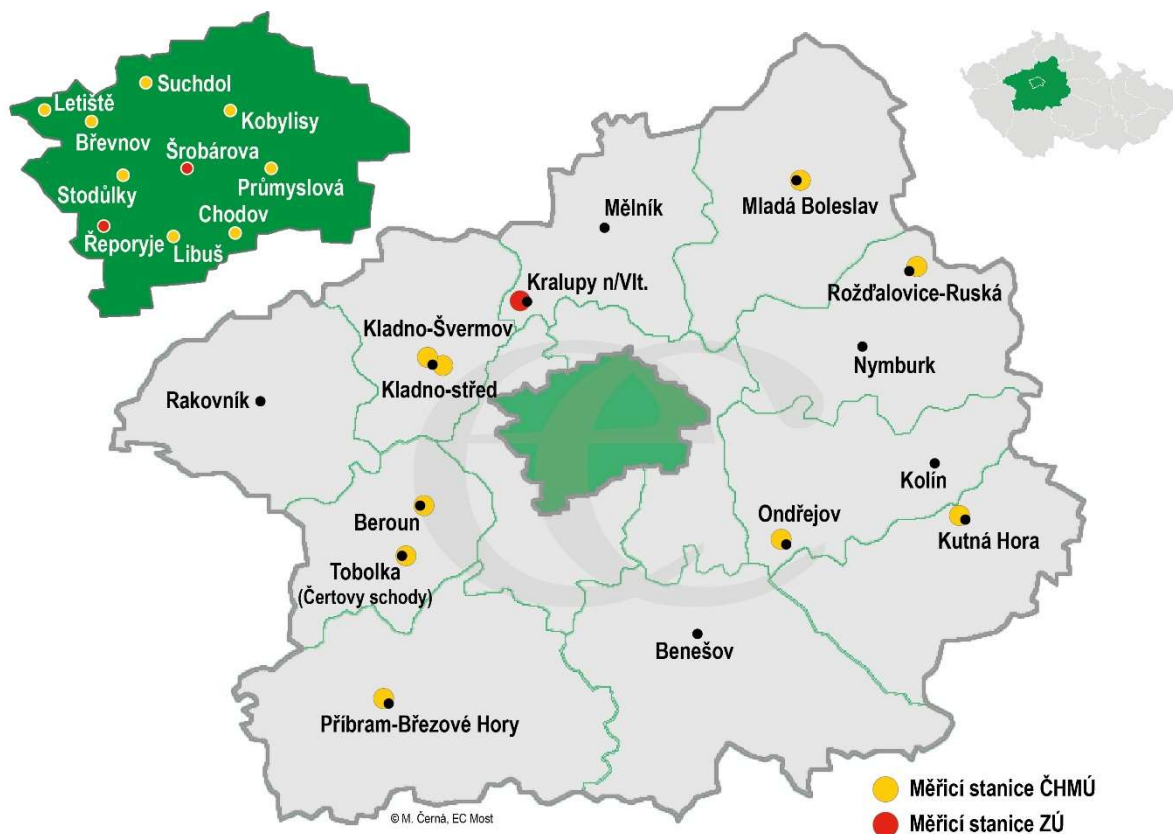 Suchdol
Letiště
Kobylisy
Břevnov
Šrobárova
Stodůlky
Průmyslová
Chodov
Řeporyje
Libuš
Mělník
Mladá Boleslav
Kralupy n/Vlt.
Rožďalovice-Ruská
Kladno-Švermov
Nymburk
Kladno-střed
Rakovník
Kolín
Beroun
Ondřejov
Kutná Hora
Tobolka
(Čertovy schody)
Benešov
Příbram-Březové Hory
Měřicí stanice ČHMÚ
© M. Černá, EC Most
Měřicí stanice ZÚ